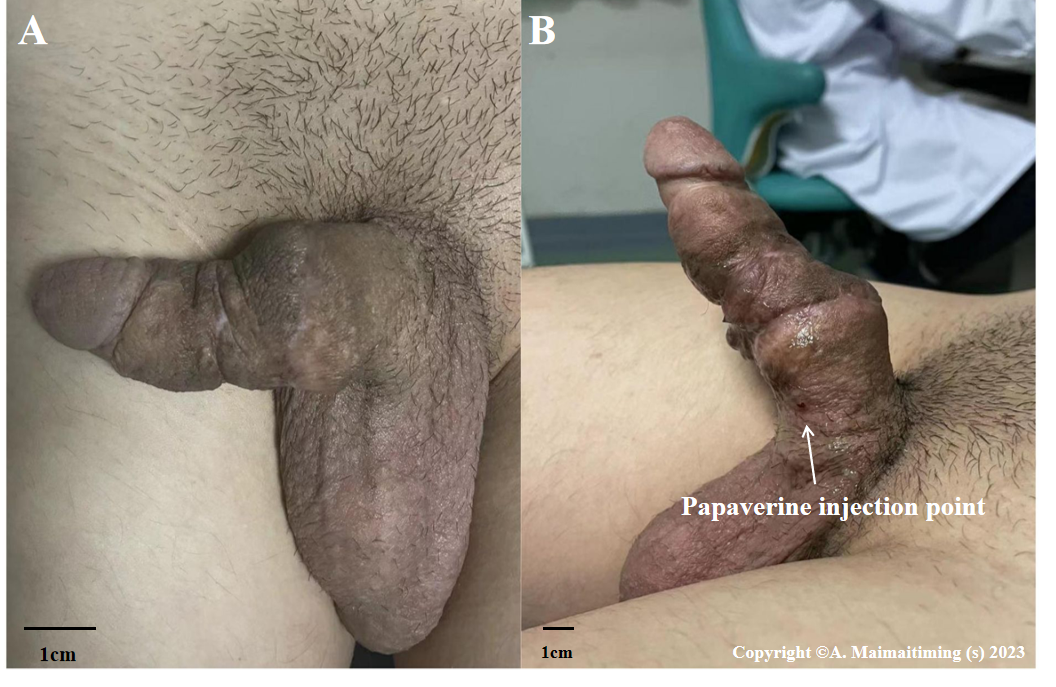 A
B
Papaverine injection point
1cm
1cm
Copyright ©A. Maimaitiming (s) 2023